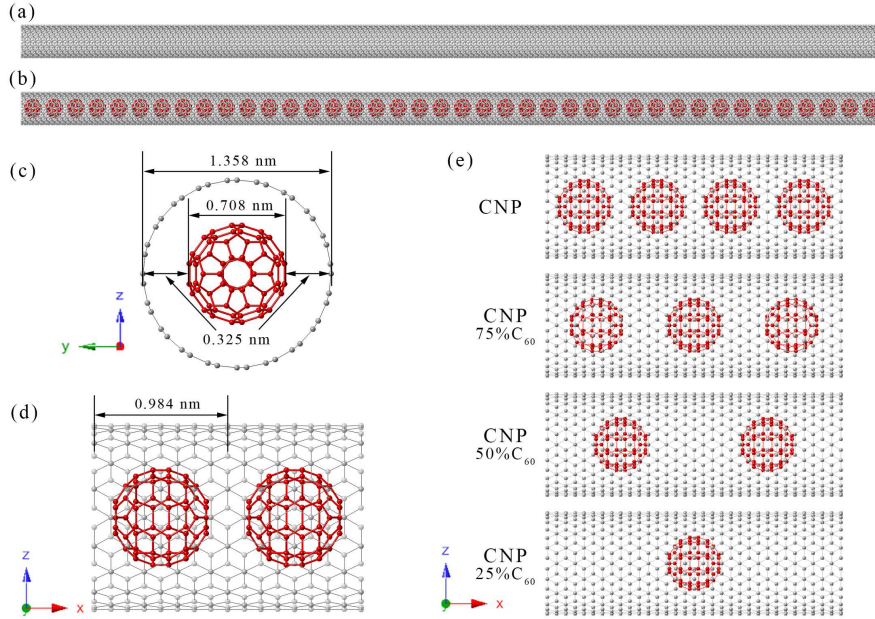 (a)
(b)
(c)
1.358 nm
0.708 nm
0.325 nm
z
y
(d)
0.984 nm
z
y
x
(e)
CNP
CNP
75%C₆₀
CNP
50%C₆₀
CNP
25%C₆₀
z
y
x